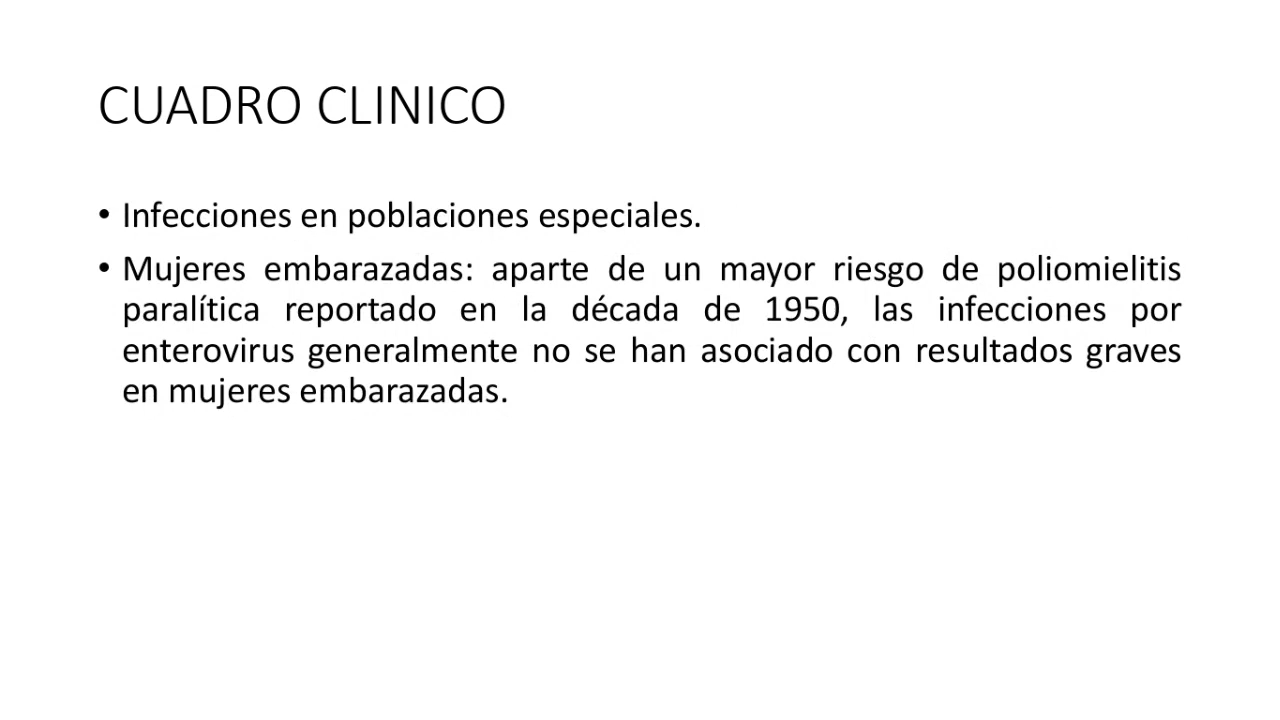 CUADRO CLINICO
• Infecciones en poblaciones especiales.
• Mujeres embarazadas: aparte de un mayor riesgo de poliomielitis
paralítica reportado en la década de 1950, las infecciones por
enterovirus generalmente no se han asociado con resultados graves
en mujeres embarazadas.